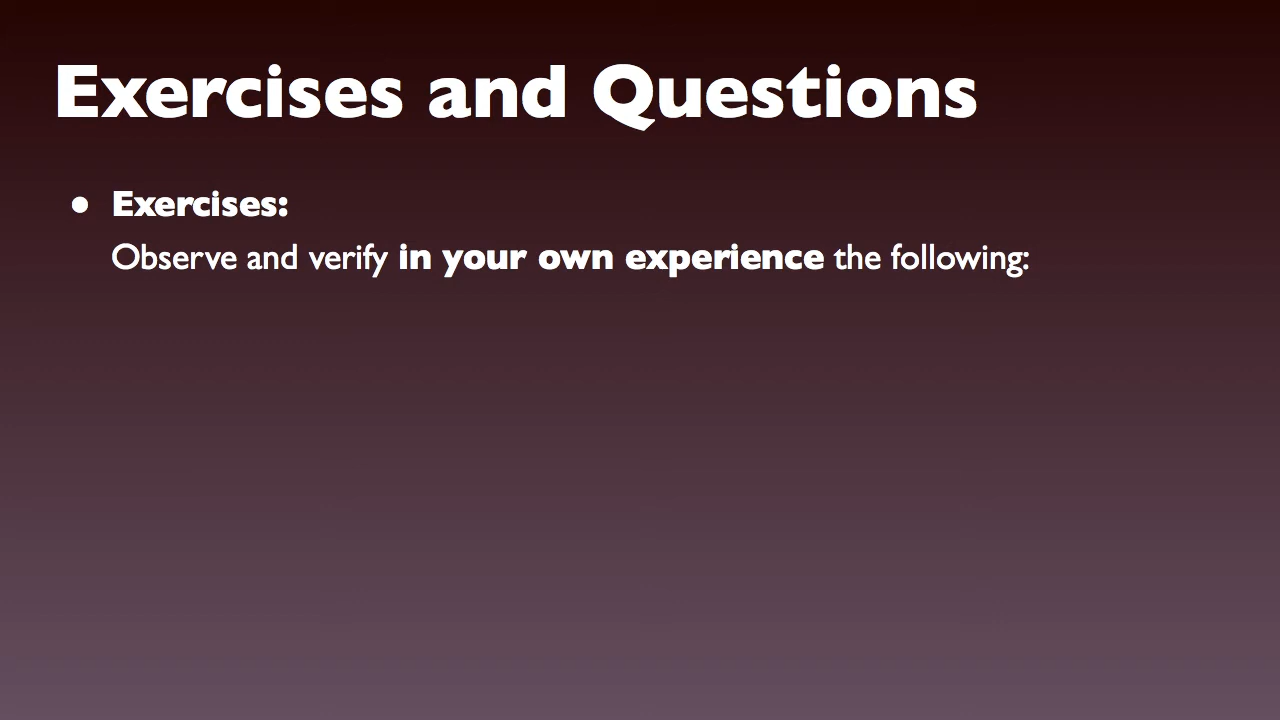 Exercises and Questions
• Exercises:
Observe and verify in your own experience the following: